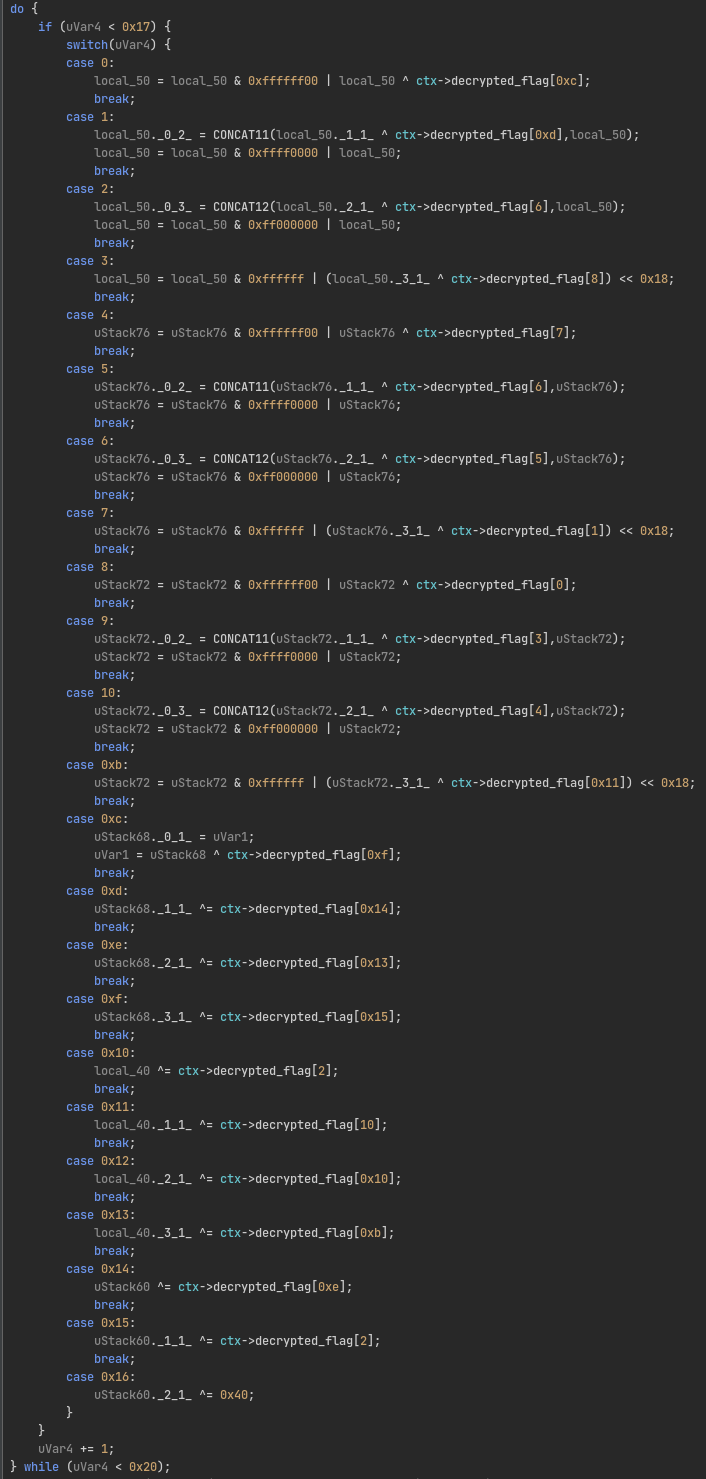 do {
    if (uVar4 < 0x17) {
        switch(uVar4) {
        case 0:
            local_50 = local_50 & 0xffffff00 | local_50 ^ ctx->decrypted_flag[0xc];
            break;
        case 1:
            local_50._0_2_ = CONCAT11(local_50._1_1_ ^ ctx->decrypted_flag[0xd],local_50);
            local_50 = local_50 & 0xffff0000 | local_50;
            break;
        case 2:
            local_50._0_3_ = CONCAT12(local_50._2_1_ ^ ctx->decrypted_flag[6],local_50);
            local_50 = local_50 & 0xff000000 | local_50;
            break;
        case 3:
            local_50 = local_50 & 0xffffff | (local_50._3_1_ ^ ctx->decrypted_flag[8]) << 0x18;
            break;
        case 4:
            uStack76 = uStack76 & 0xffffff00 | uStack76 ^ ctx->decrypted_flag[7];
            break;
        case 5:
            uStack76._0_2_ = CONCAT11(uStack76._1_1_ ^ ctx->decrypted_flag[6],uStack76);
            uStack76 = uStack76 & 0xffff0000 | uStack76;
            break;
        case 6:
            uStack76._0_3_ = CONCAT12(uStack76._2_1_ ^ ctx->decrypted_flag[5],uStack76);
            uStack76 = uStack76 & 0xff000000 | uStack76;
            break;
        case 7:
            uStack76 = uStack76 & 0xffffff | (uStack76._3_1_ ^ ctx->decrypted_flag[1]) << 0x18;
            break;
        case 8:
            uStack72 = uStack72 & 0xffffff00 | uStack72 ^ ctx->decrypted_flag[0];
            break;
        case 9:
            uStack72._0_2_ = CONCAT11(uStack72._1_1_ ^ ctx->decrypted_flag[3],uStack72);
            uStack72 = uStack72 & 0xffff0000 | uStack72;
            break;
        case 10:
            uStack72._0_3_ = CONCAT12(uStack72._2_1_ ^ ctx->decrypted_flag[4],uStack72);
            uStack72 = uStack72 & 0xff000000 | uStack72;
            break;
        case 0xb:
            uStack72 = uStack72 & 0xffffff | (uStack72._3_1_ ^ ctx->decrypted_flag[0x11]) << 0x18;
            break;
        case 0xc:
            uStack68._0_1_ = uVar1;
            uVar1 = uStack68 ^ ctx->decrypted_flag[0xf];
            break;
        case 0xd:
            uStack68._1_1_ ^= ctx->decrypted_flag[0x14];
            break;
        case 0xe:
            uStack68._2_1_ ^= ctx->decrypted_flag[0x13];
            break;
        case 0xf:
            uStack68._3_1_ ^= ctx->decrypted_flag[0x15];
            break;
        case 0x10:
            local_40 ^= ctx->decrypted_flag[2];
            break;
        case 0x11:
            local_40._1_1_ ^= ctx->decrypted_flag[10];
            break;
        case 0x12:
            local_40._2_1_ ^= ctx->decrypted_flag[0x10];
            break;
        case 0x13:
            local_40._3_1_ ^= ctx->decrypted_flag[0xb];
            break;
        case 0x14:
            uStack60 ^= ctx->decrypted_flag[0xe];
            break;
        case 0x15:
            uStack60._1_1_ ^= ctx->decrypted_flag[2];
            break;
        case 0x16:
            uStack60._2_1_ ^= 0x40;
        }
    }
    uVar4 += 1;
} while (uVar4 < 0x20);